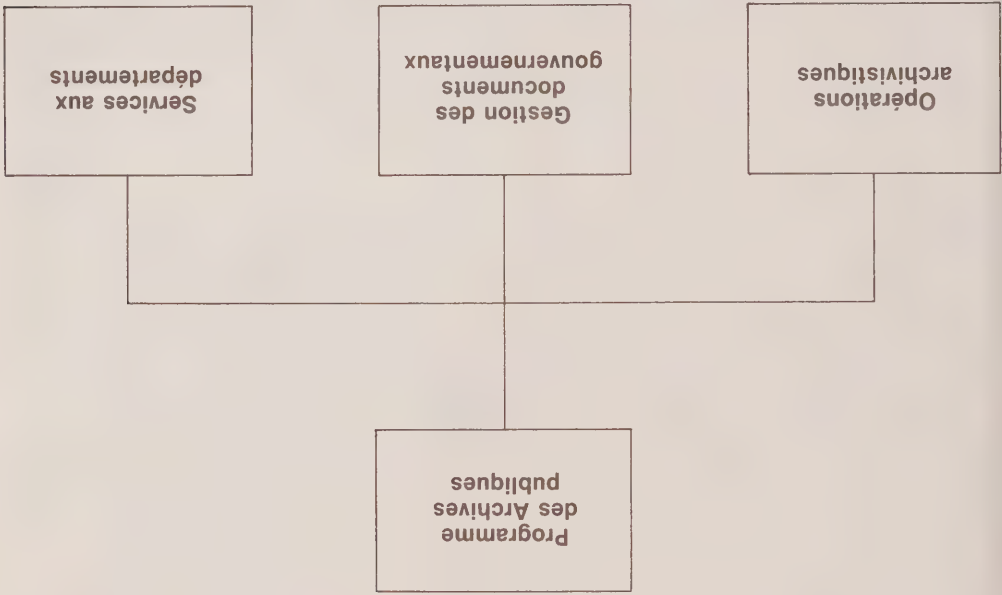 Programme
des Archives
publiques
Opérations
archivistiques
Gestion des
documents
gouvernementaux
Services aux
départements